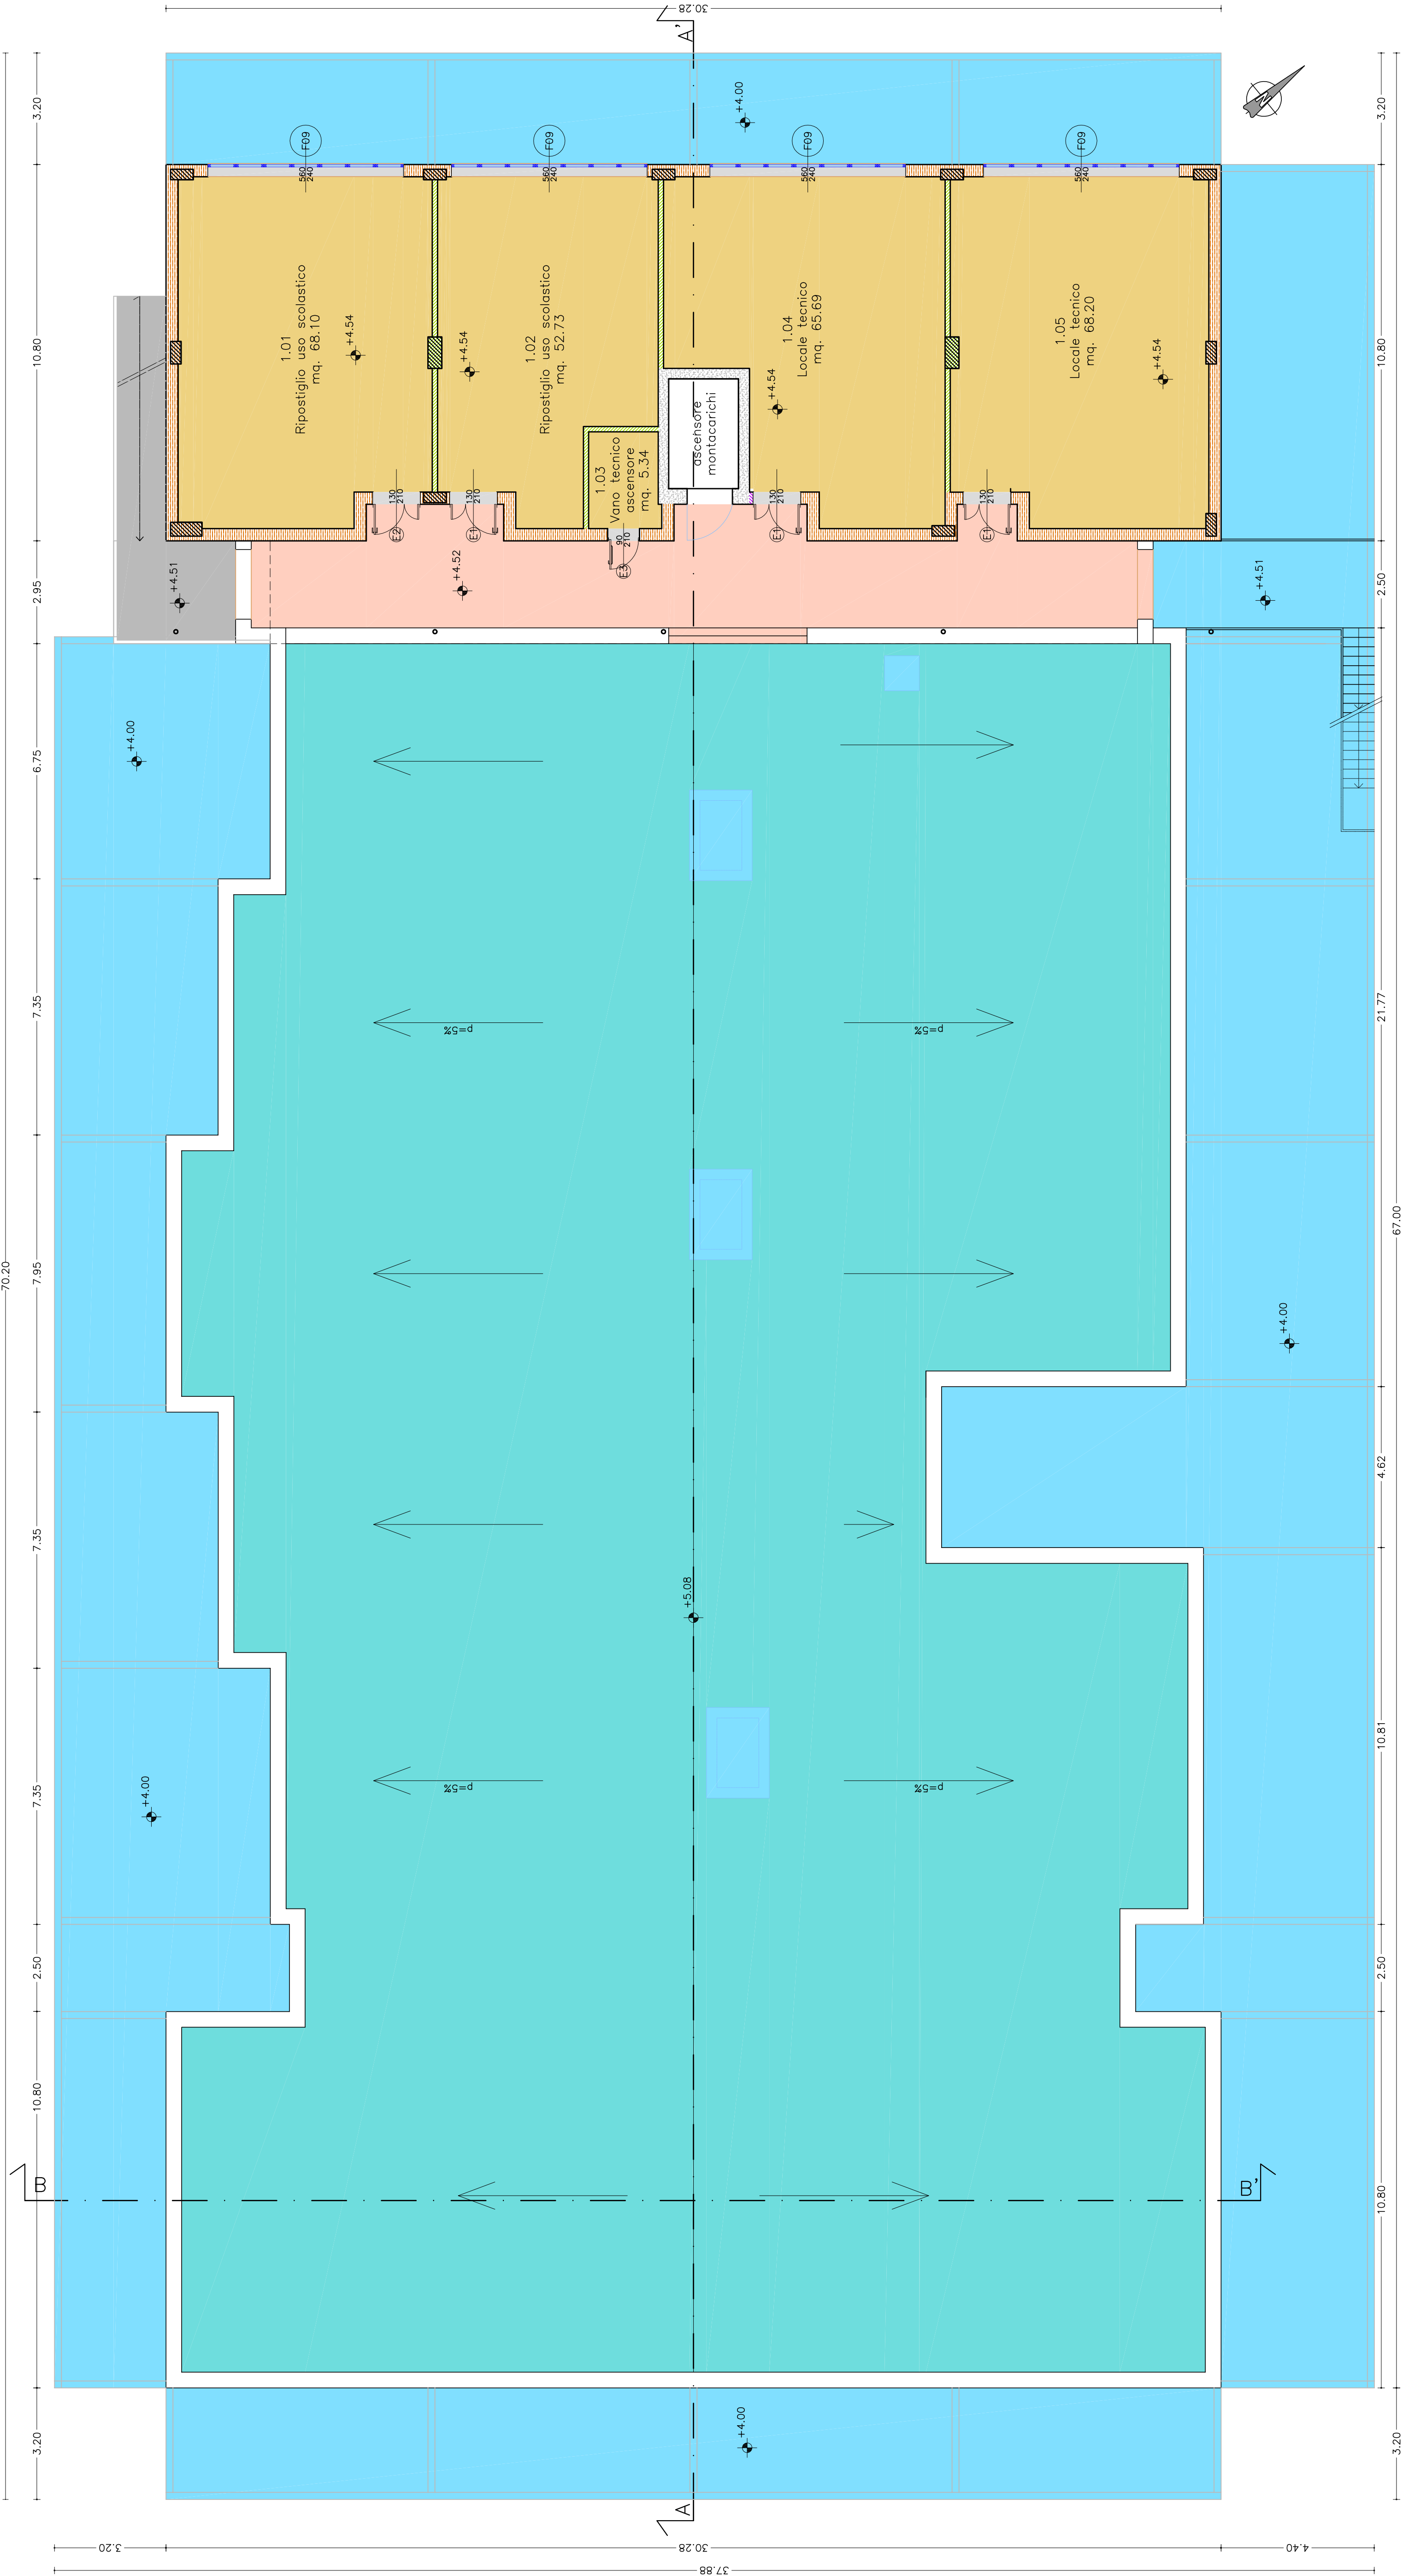 30.28
A'
3.20
10.80
2.95
6.75
7.35
7.95
7.35
7.35
2.50
10.80
3.20
70.20
3.20
10.80
2.50
21.77
4.62
10.81
2.50
10.80
67.00
3.20
N
+4.00
F09
560
240
F09
560
240
F09
560
240
F09
560
240
1.01
Ripostiglio uso scolastico
mq. 68.10
+4.54
1.02
Ripostiglio uso scolastico
mq. 52.73
+4.54
1.03
Vano tecnico
ascensore
mq. 5.34
ascensore
montacarichi
1.04
Locale tecnico
mq. 65.69
+4.54
1.05
Locale tecnico
mq. 68.20
+4.54
130
210
E2
130
210
E1
90
210
E3
130
210
E1
130
210
E1
+4.51
+4.52
+4.51
+4.00
p=5%
p=5%
+4.00
+5.08
p=5%
p=5%
+4.00
B
B'
+4.00
A
3.20
30.28
4.40
37.88